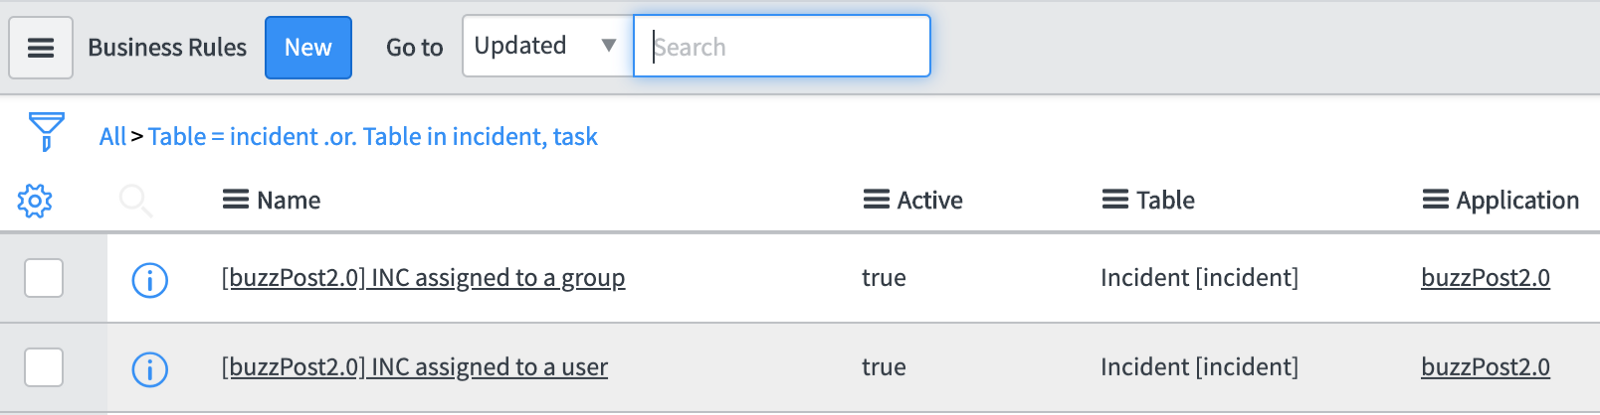 Business Rules New Go to Updated Search
All > Table = incident .or. Table in incident, task
Name Active Table Application
[buzzPost2.0] INC assigned to a group true Incident [incident] buzzPost2.0
[buzzPost2.0] INC assigned to a user true Incident [incident] buzzPost2.0